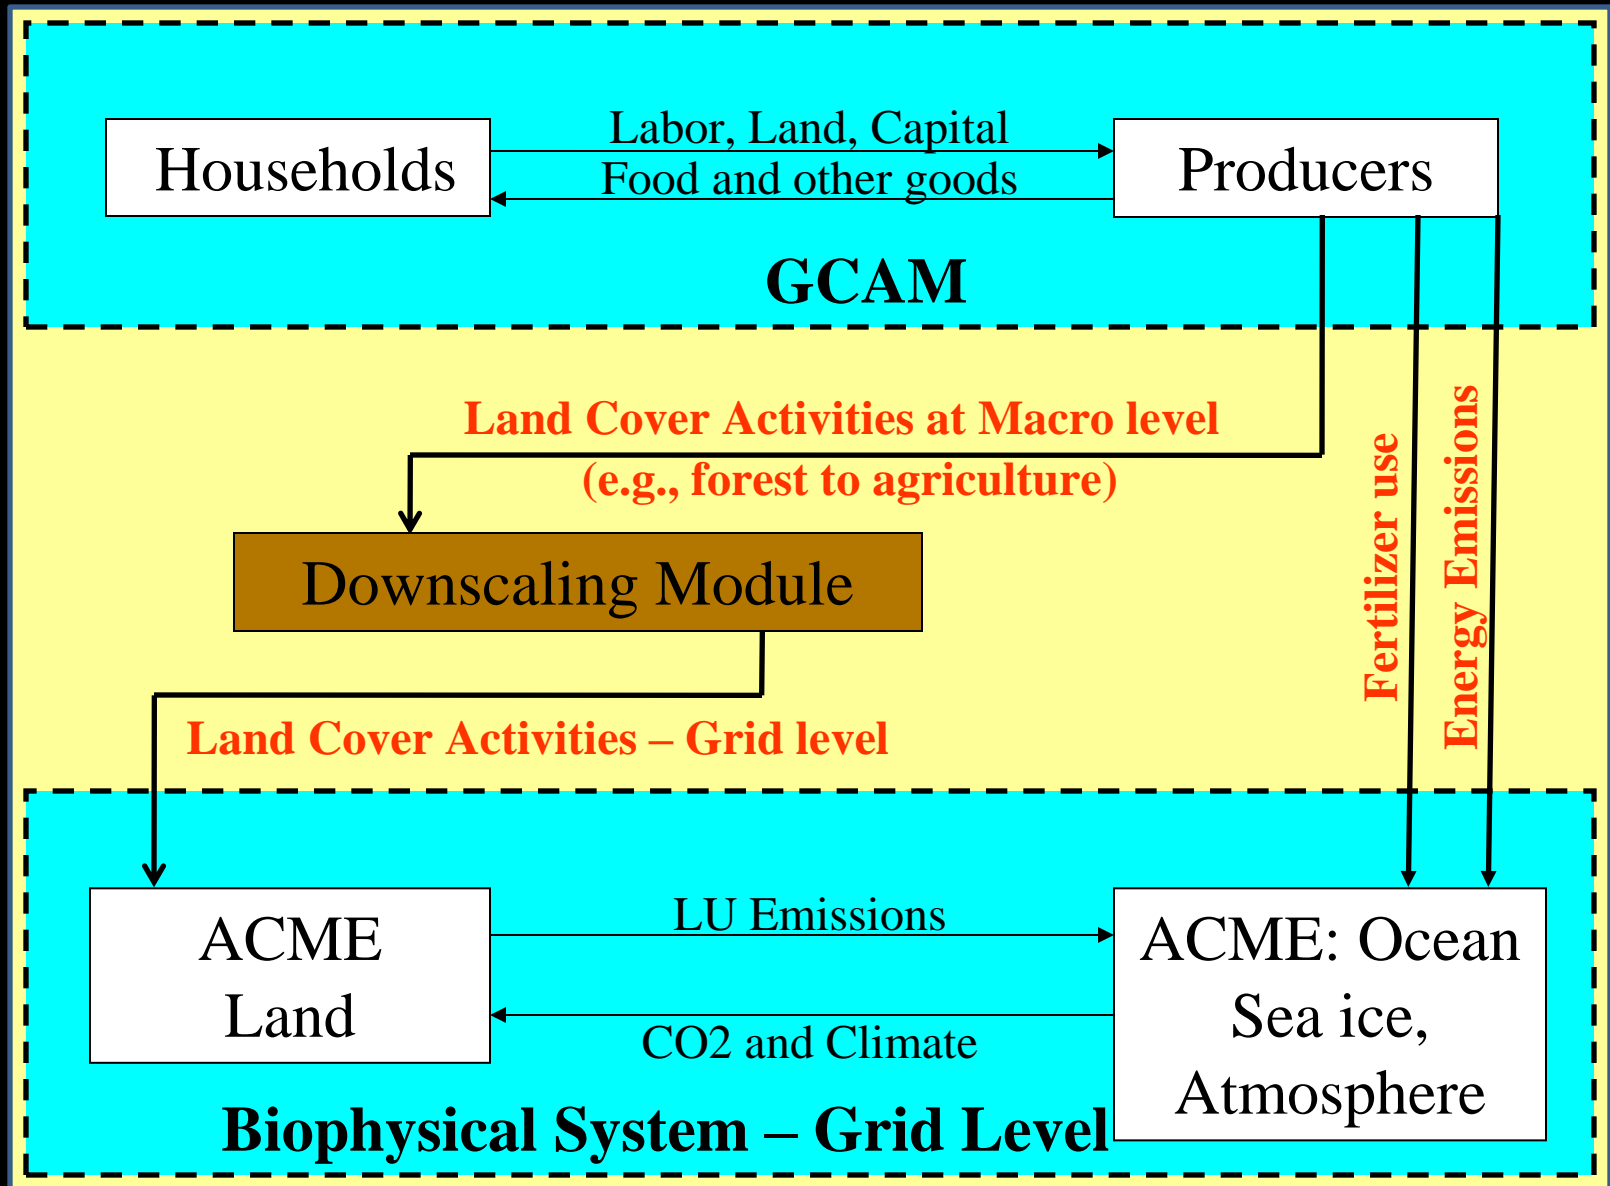 Households
Labor, Land, Capital
Food and other goods
Producers
GCAM
Land Cover Activities at Macro level
(e.g., forest to agriculture)
Fertilizer use
Energy Emissions
Downscaling Module
Land Cover Activities – Grid level
ACME
Land
LU Emissions
CO2 and Climate
ACME: Ocean
Sea ice,
Atmosphere
Biophysical System – Grid Level